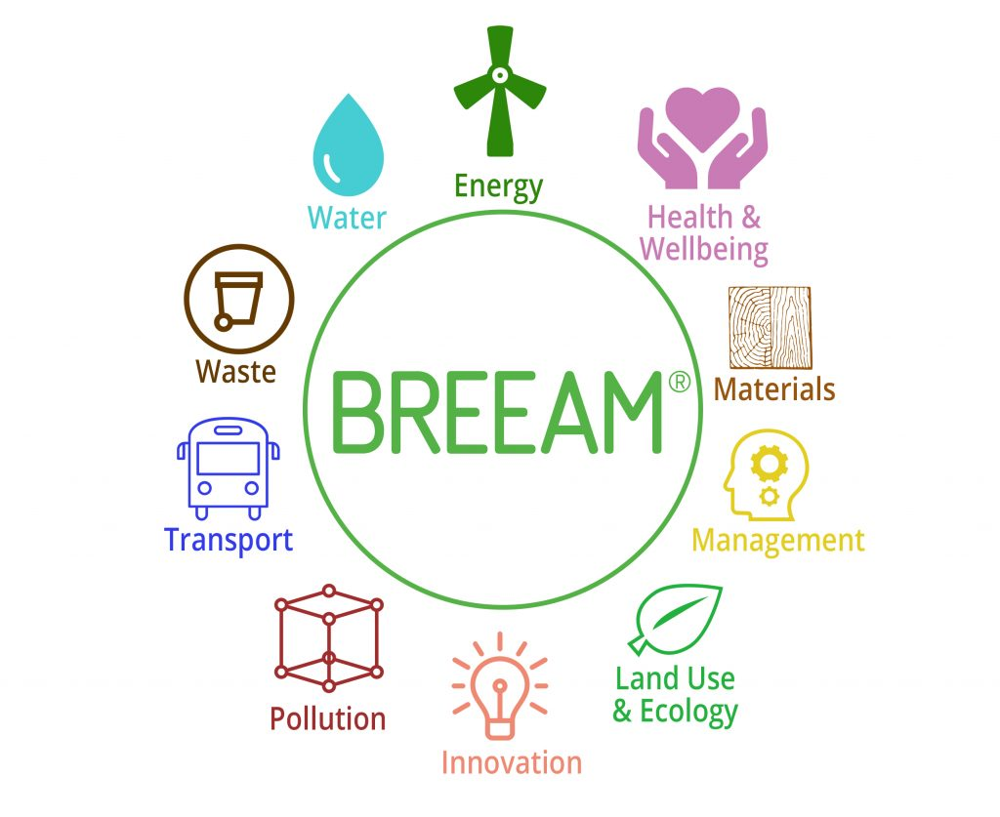 Energy
Water
Health &
Wellbeing
Waste
BREEAM®
Materials
Transport
Management
Land Use
& Ecology
Pollution
Innovation